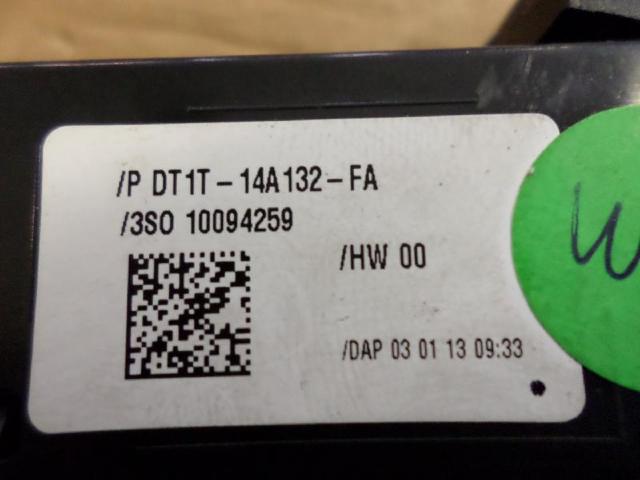 /P DT1T-14A132-FA
/3SO 10094259
/HW 00
/DAP 03 01 13 09:33
W